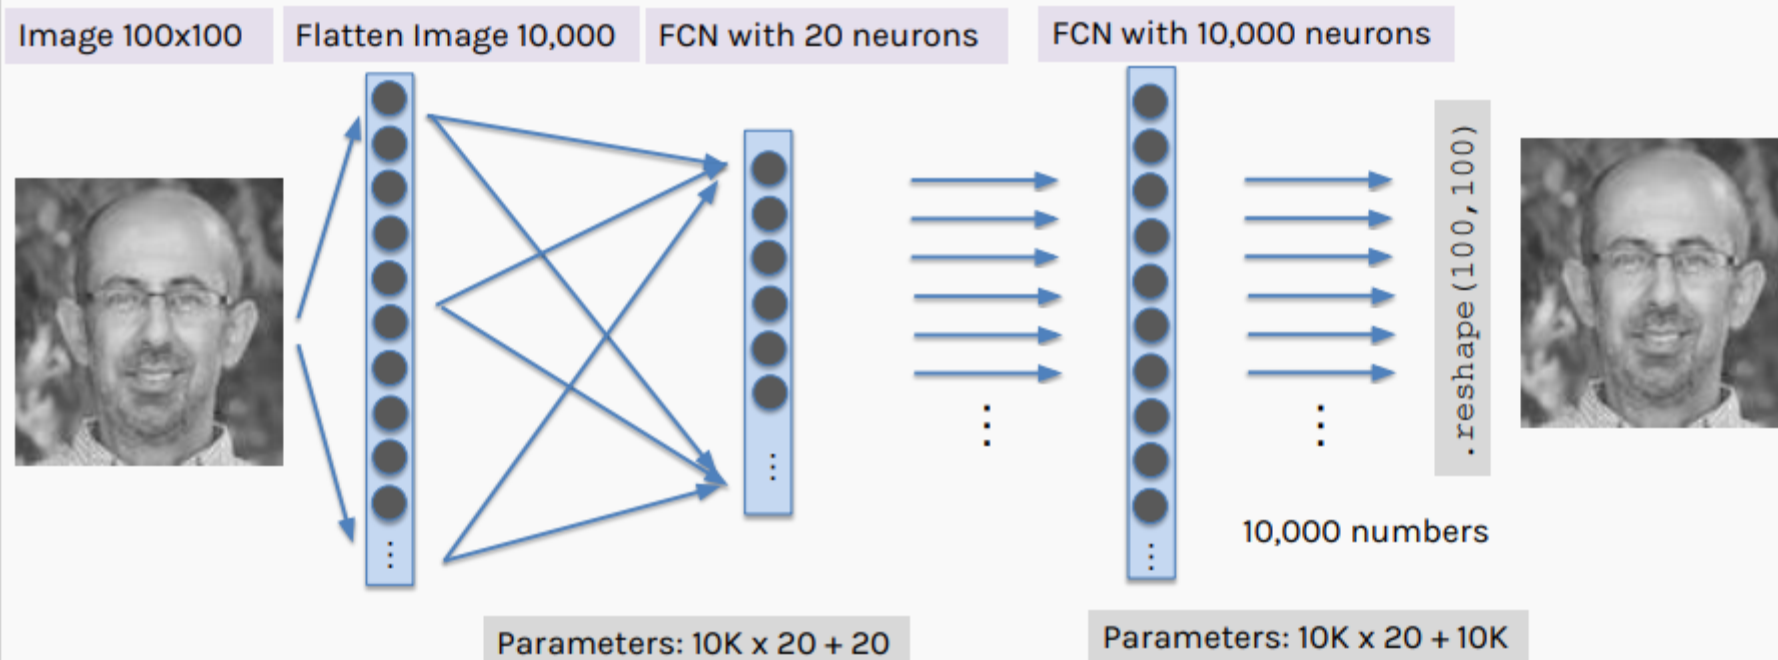 Image 100x100
Flatten Image 10,000
FCN with 20 neurons
FCN with 10,000 neurons
.reshape(100,100)
10,000 numbers
Parameters: 10K x 20 + 20
Parameters: 10K x 20 + 10K